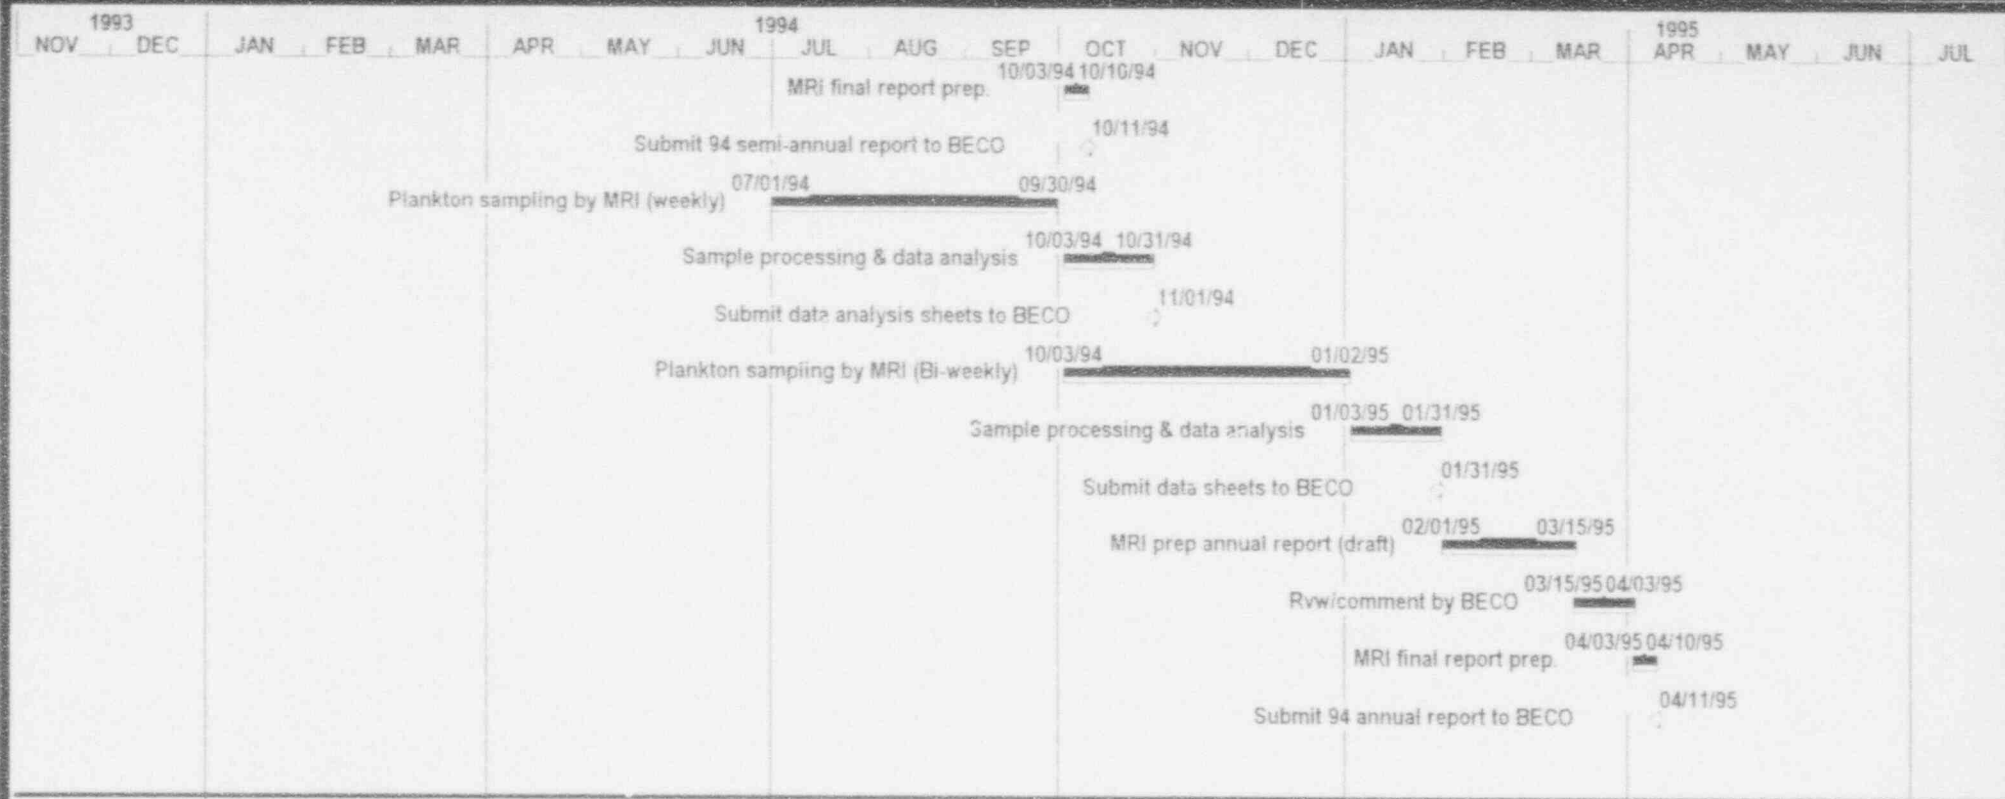 1993 1994 1995
NOV DEC JAN FEB MAR APR MAY JUN JUL AUG SEP OCT NOV DEC JAN FEB MAR APR MAY JUN JUL
10/03/94 10/10/94
MRI final report prep.
10/11/94
Submit 94 semi-annual report to BECO
07/01/94 09/30/94
Plankton sampling by MRI (weekly)
10/03/94 10/31/94
Sample processing & data analysis
11/01/94
Submit data analysis sheets to BECO
10/03/94 01/02/95
Plankton sampling by MRI (Bi-weekly)
01/03/95 01/31/95
Sample processing & data analysis
01/31/95
Submit data sheets to BECO
02/01/95 03/15/95
MRI prep annual report (draft)
03/15/95 04/03/95
Rvw/comment by BECO
04/03/95 04/10/95
MRI final report prep.
04/11/95
Submit 94 annual report to BECO